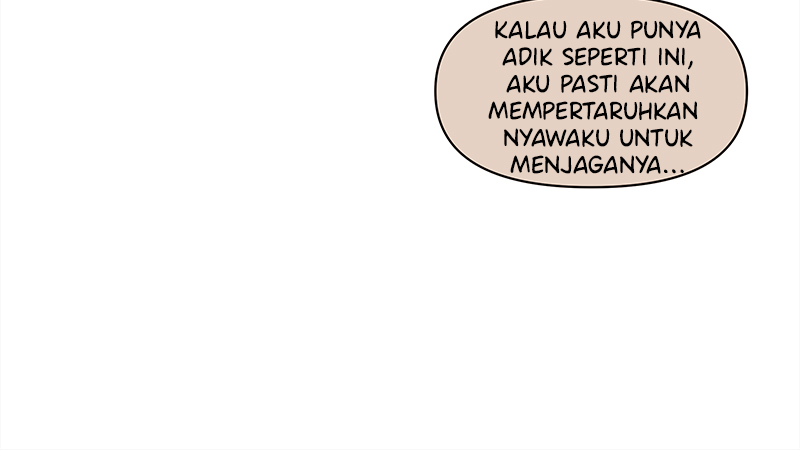 KALAU AKU PUNYA
ADIK SEPERTI INI,
AKU PASTI AKAN
MEMPERTARUHKAN
NYAWAKU UNTUK
MENJAGANYA...